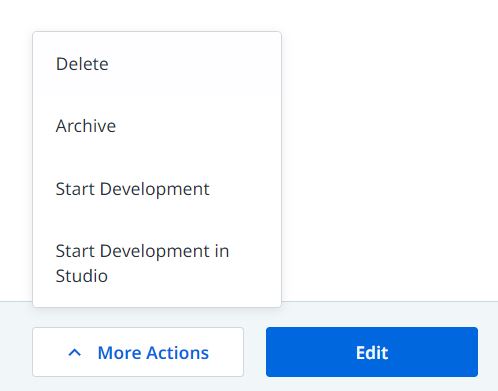 Delete
Archive
Start Development
Start Development in
Studio
More Actions
Edit